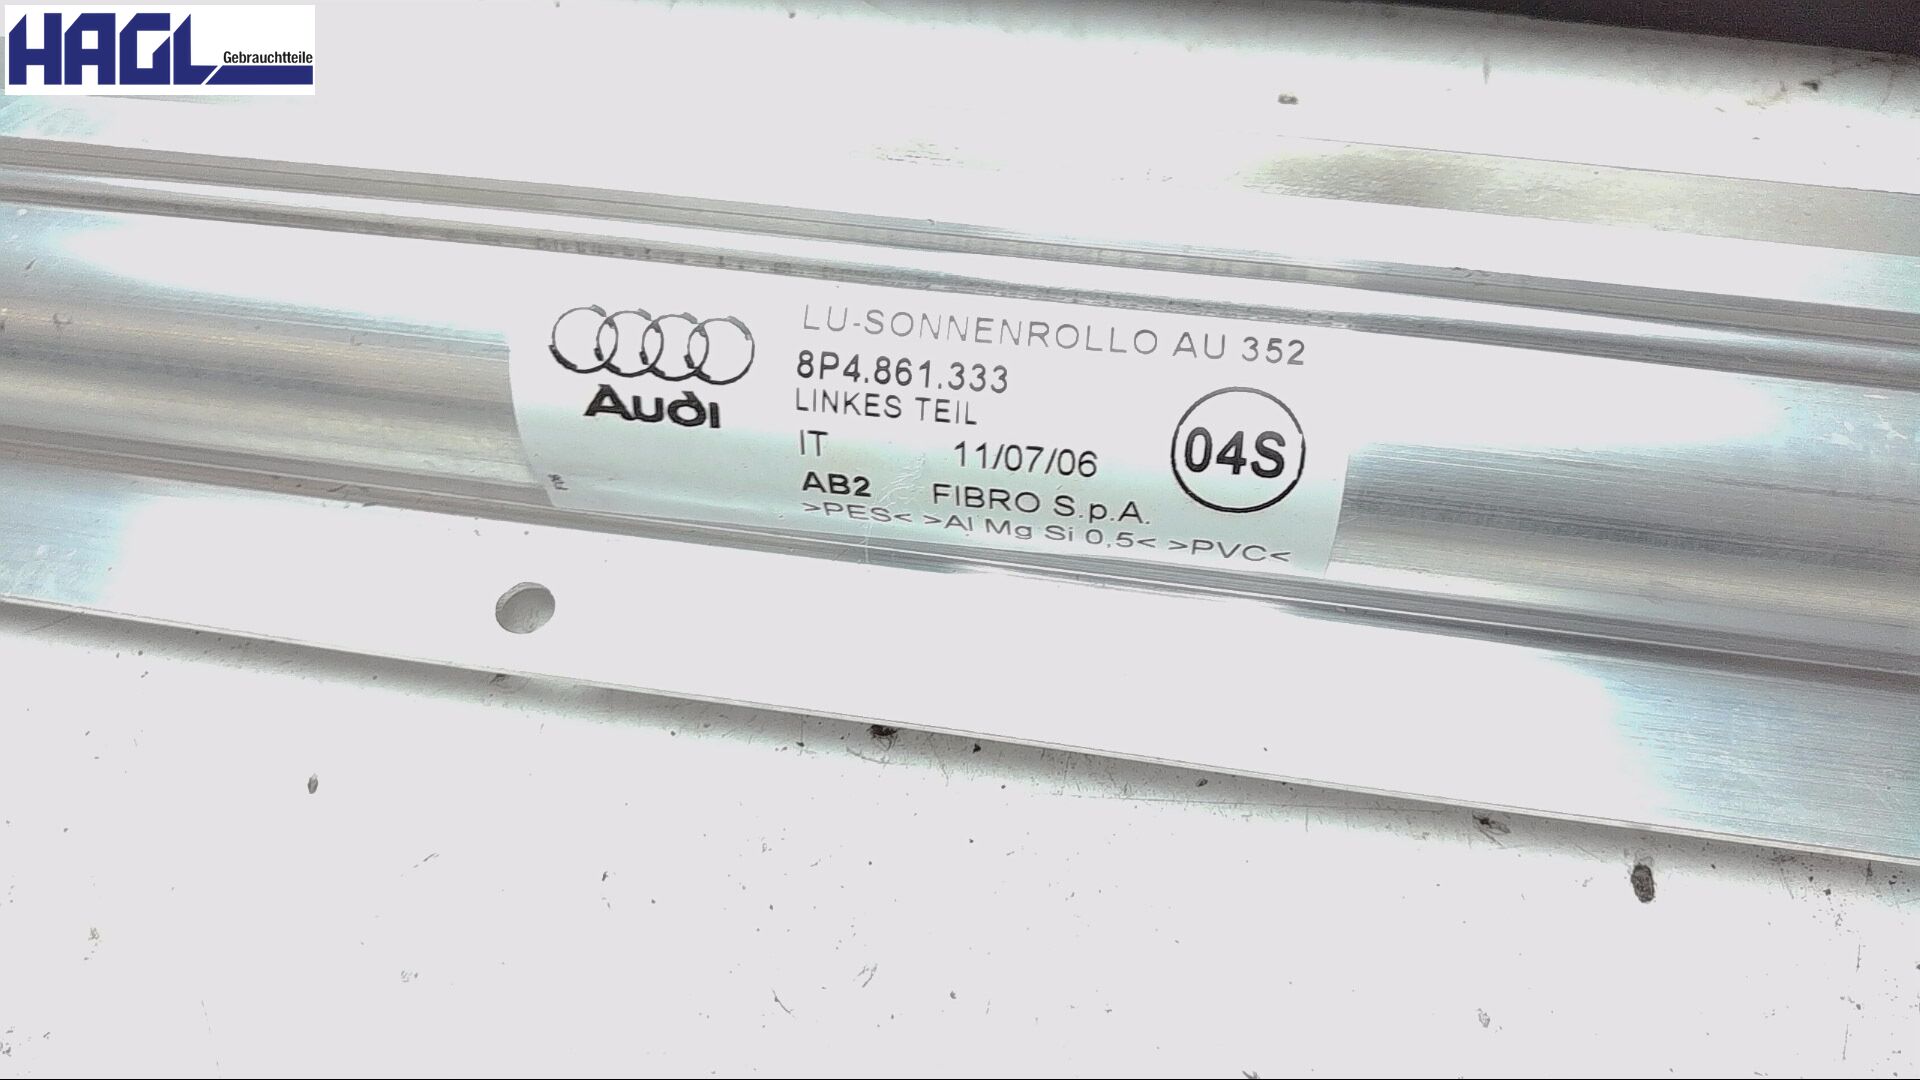 HAGL
Gebrauchtteile
LU-SONNENROLLO AU 352
8P4.861.333
LINKES TEIL
Audi
IT 11/07/06
04S
AB2 FIBRO S.p.A.
>PES< >Al Mg Si 0,5< >PVC<